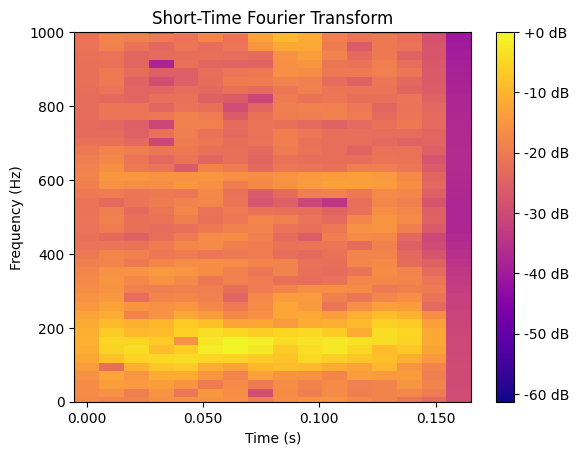 Short-Time Fourier Transform
1000
800
600
400
200
0
Frequency (Hz)
0.000
0.050
0.100
0.150
Time (s)
+0 dB
-10 dB
-20 dB
-30 dB
-40 dB
-50 dB
-60 dB